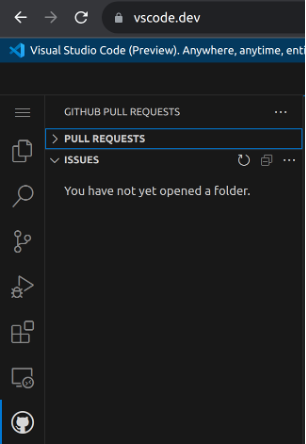 vscode.dev
Visual Studio Code (Preview). Anywhere, anytime, enti
GITHUB PULL REQUESTS
PULL REQUESTS
ISSUES
You have not yet opened a folder.